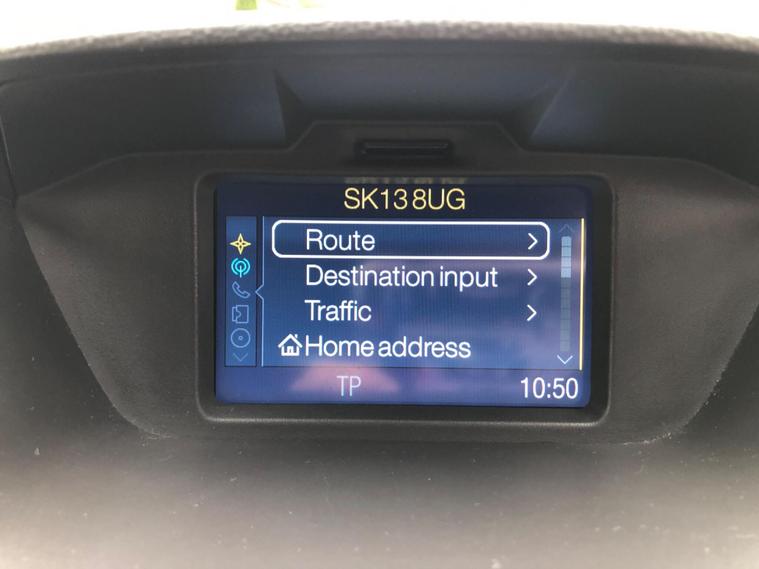 SK13 8UG
Route
Destination input
Traffic
Home address
TP
10:50